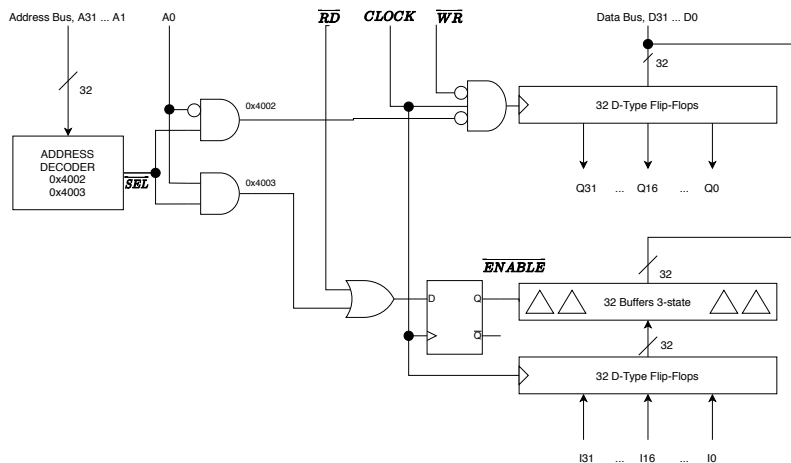 Address Bus, A31 ... A1
A0
RD
CLOCK
WR
Data Bus, D31 ... D0
32
32
0x4002
32 D-Type Flip-Flops
ADDRESS
DECODER
0x4002
0x4003
SEL
0x4003
Q31 ... Q16 ... Q0
ENABLE
32
D
Q
Q
32 Buffers 3-state
32
32 D-Type Flip-Flops
I31 ... I16 ... I0